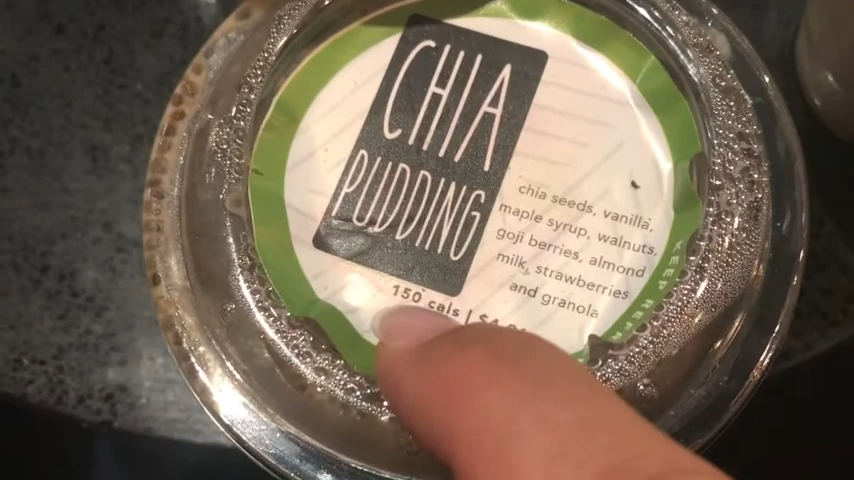 CHIA
PUDDING
chia seeds, vanilla,
maple syrup, walnuts,
goji berries, almond
milk, strawberries
and granola
150 cals |
KEEP